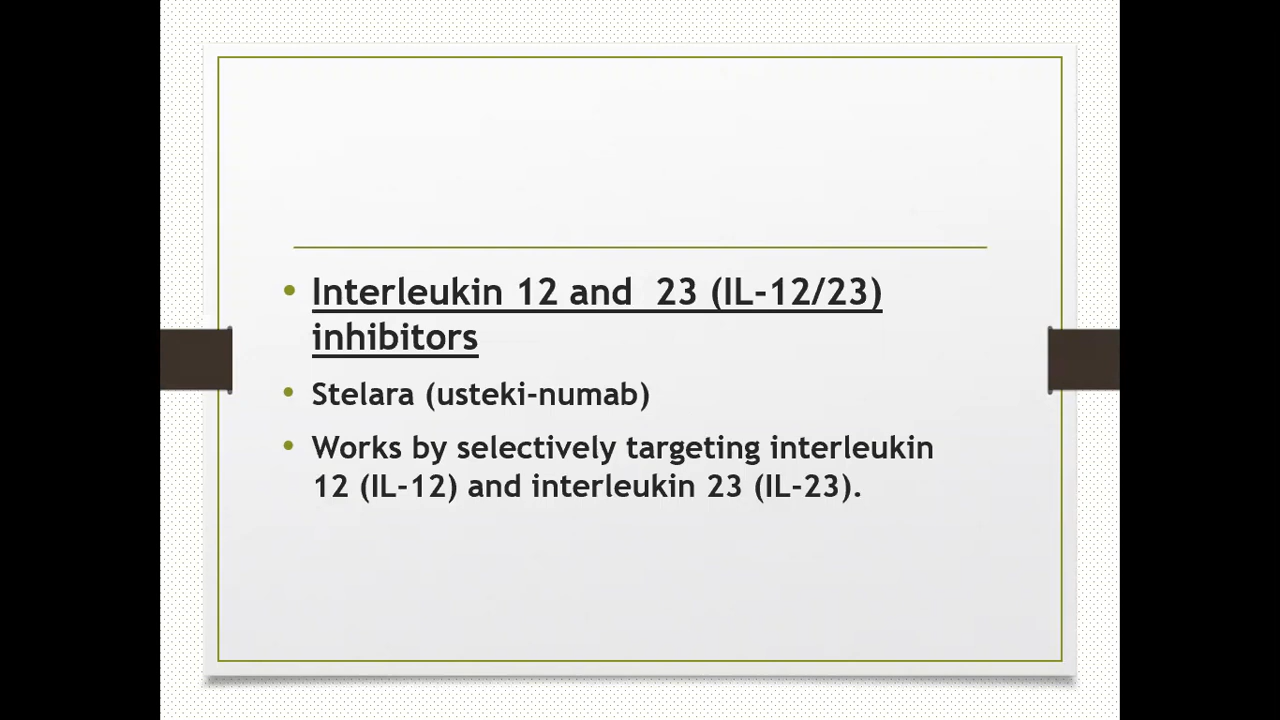 • Interleukin 12 and  23 (IL-12/23)
inhibitors
• Stelara (usteki-numab)
• Works by selectively targeting interleukin
12 (IL-12) and interleukin 23 (IL-23).